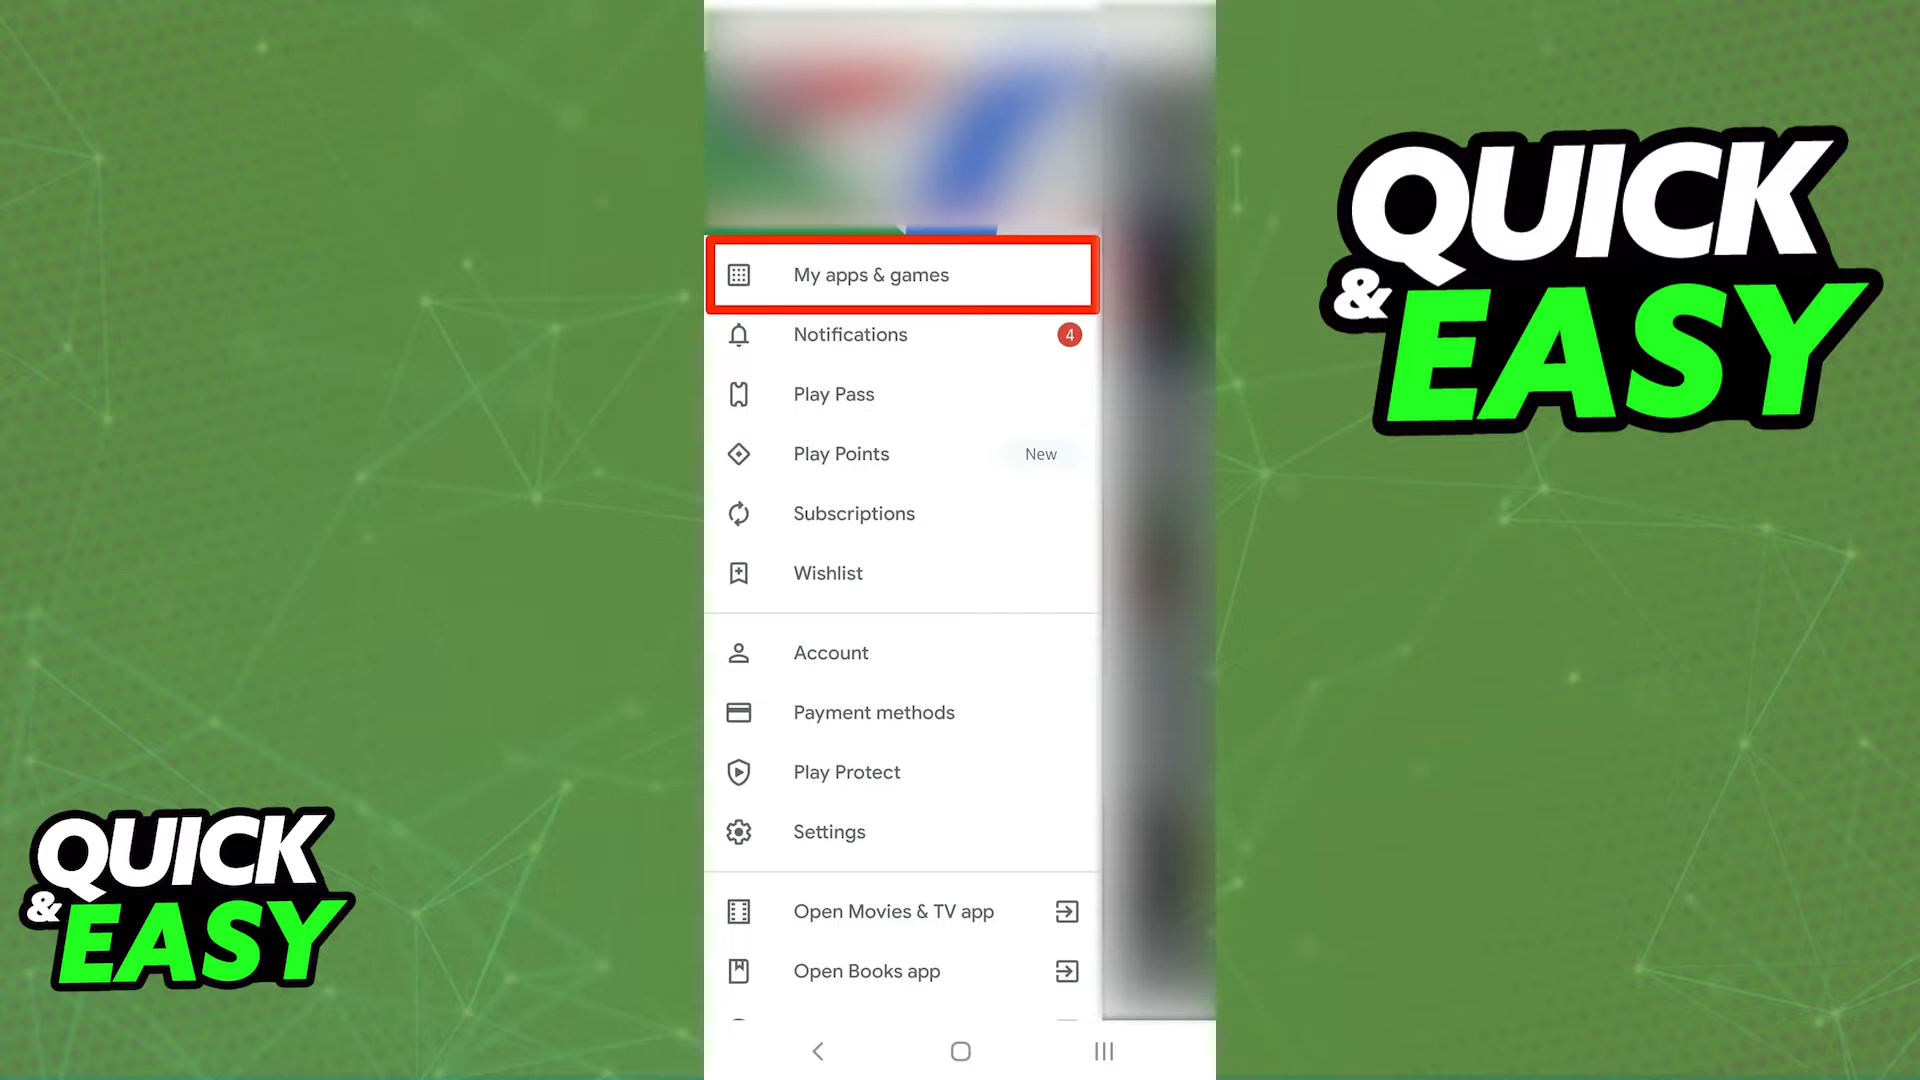 My apps & games
Notifications 4
Play Pass
Play Points New
Subscriptions
Wishlist
Account
Payment methods
Play Protect
Settings
Open Movies & TV app
Open Books app
QUICK
& EASY
QUICK
& EASY